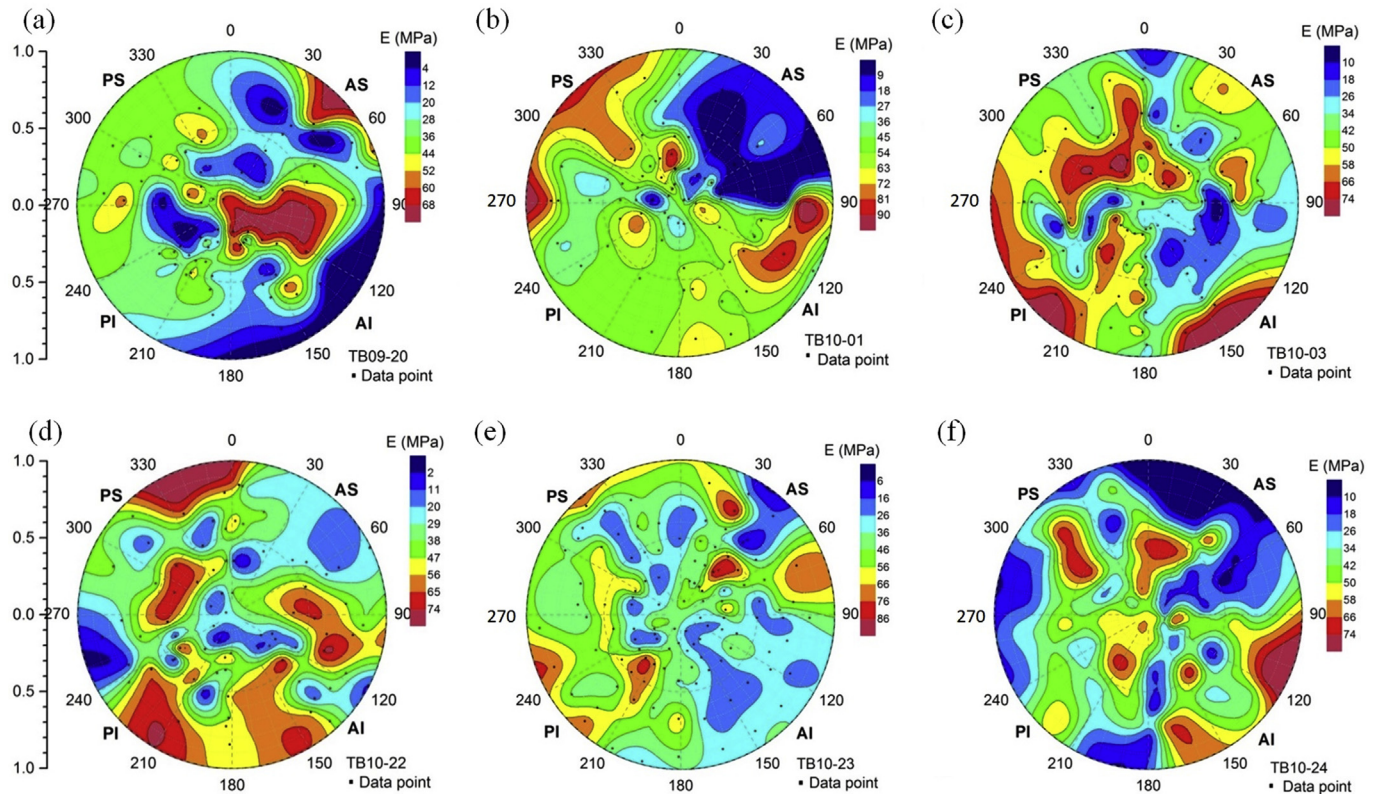 (a)
0
330
30
E (MPa)
PS
AS
300
60
4
12
20
28
36
44
52
60
68
1.0
0.5
0.0
0.5
1.0
270
90
240
120
PI
AI
210
150
180
TB09-20
▪ Data point
(b)
0
330
30
E (MPa)
PS
AS
300
60
9
18
27
36
45
54
63
72
81
90
270
90
240
120
PI
AI
210
150
180
TB10-01
▪ Data point
(c)
0
330
30
E (MPa)
PS
AS
300
60
10
18
26
34
42
50
58
66
74
270
90
240
120
PI
AI
210
150
180
TB10-03
▪ Data point
(d)
0
330
30
E (MPa)
PS
AS
300
60
2
11
20
29
38
47
56
65
74
1.0
0.5
0.0
0.5
1.0
270
90
240
120
PI
AI
210
150
180
TB10-22
▪ Data point
(e)
0
330
30
E (MPa)
PS
AS
300
60
6
16
26
36
46
56
66
76
86
270
90
240
120
PI
AI
210
150
180
TB10-23
▪ Data point
(f)
0
330
30
E (MPa)
PS
AS
300
60
10
18
26
34
42
50
58
66
74
270
90
240
120
PI
AI
210
150
180
TB10-24
▪ Data point